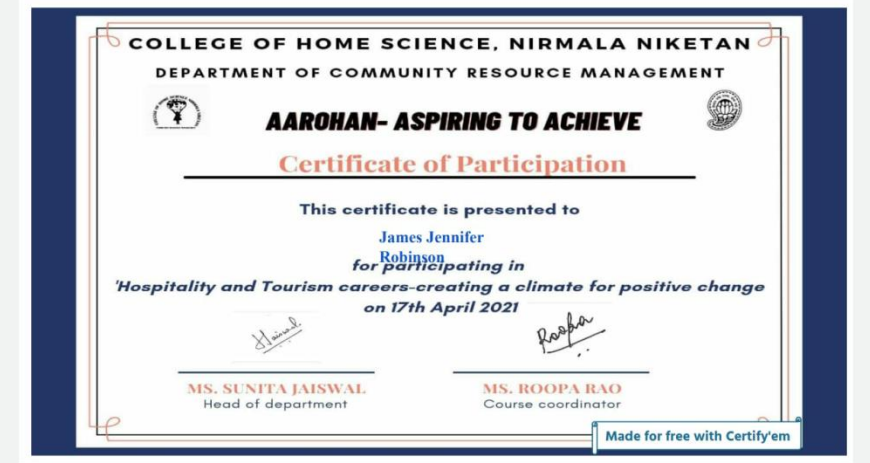 COLLEGE OF HOME SCIENCE, NIRMALA NIKETAN
DEPARTMENT OF COMMUNITY RESOURCE MANAGEMENT
AAROHAN- ASPIRING TO ACHIEVE
Certificate of Participation
This certificate is presented to
James Jennifer
Robinson
for participating in
'Hospitality and Tourism careers-creating a climate for positive change
on 17th April 2021
Jaiswal
Roopa
MS. SUNITA JAISWAL
MS. ROOPA RAO
Head of department
Course coordinator
Made for free with Certify'em